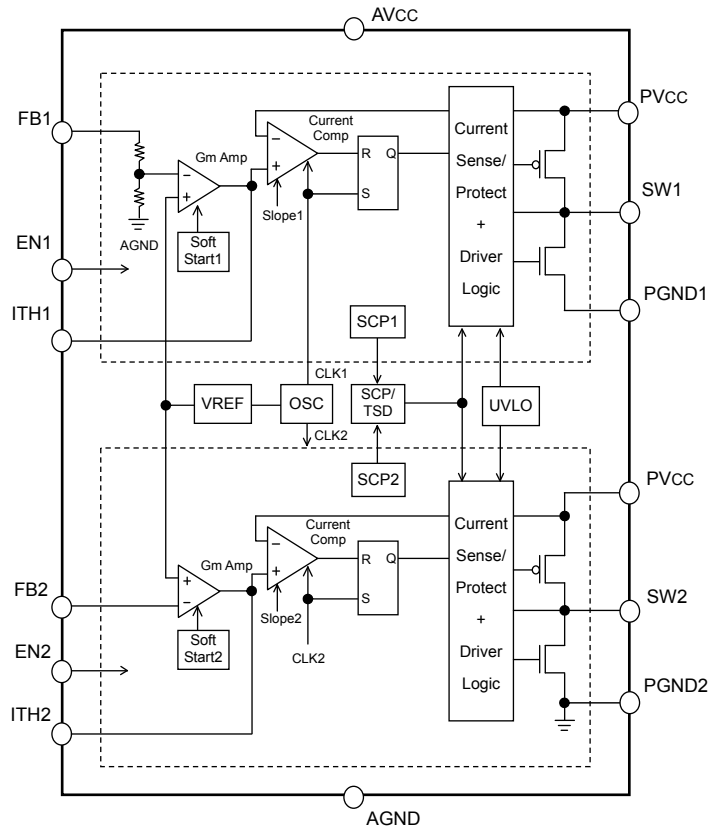 AVCC
FB1
EN1
ITH1
Gm Amp
−
+
AGND
Soft
Start1
Current
Comp
−
+
Slope1
R
Q
S
Current
Sense/
Protect
+
Driver
Logic
PVCC
SW1
PGND1
SCP1
CLK1
VREF
OSC
SCP/
TSD
UVLO
CLK2
SCP2
FB2
EN2
ITH2
Gm Amp
+
−
Soft
Start2
Current
Comp
−
+
Slope2
CLK2
R
Q
S
Current
Sense/
Protect
+
Driver
Logic
PVCC
SW2
PGND2
AGND